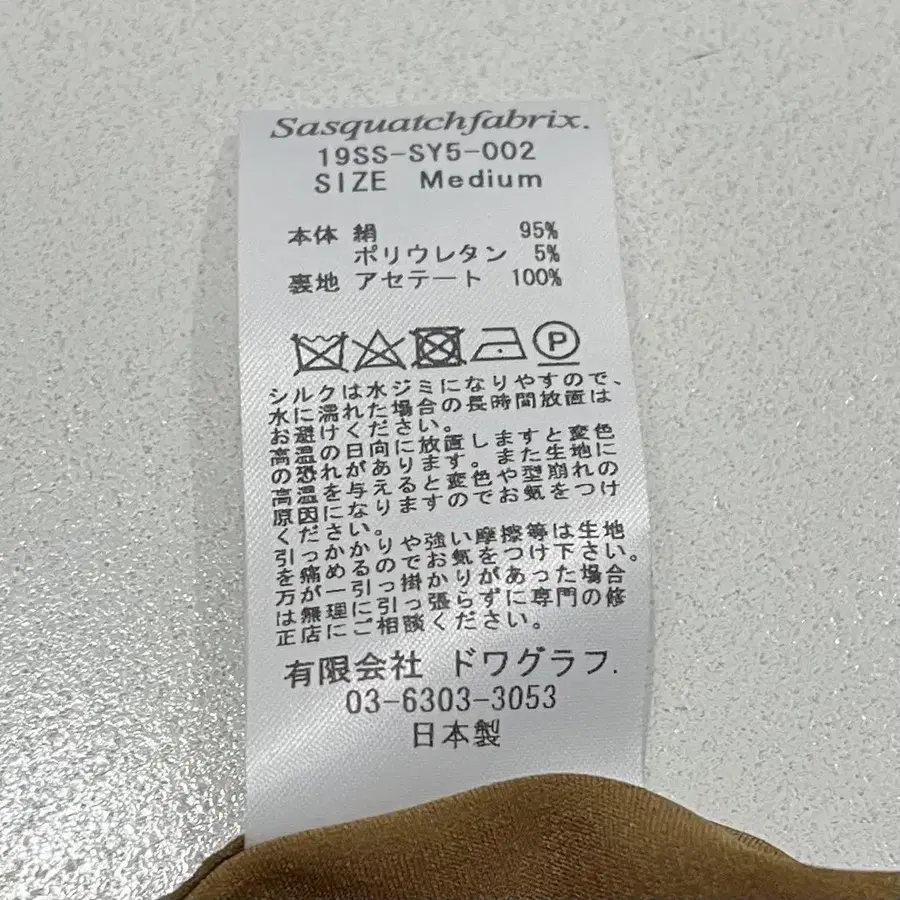 Sasquatchfabrix.
19SS-SY5-002
SIZE Medium
本体 絹 95%
ポリウレタン 5%
裏地 アセテート 100%
P
シルクは水ジミになりやすので、
水に濡れた場合の長時間放置は
お避けください。
高温の日向に放置しますと変色
の恐れがあります。また生地に
高温を与えると変色や型崩れの
原因になりますのでお気をつけ
ください。
引っかかりや強い摩擦等は生地
を痛めるのでお気をつけ下さい。
万が一引っ掛かりがあった場合
は無理に引っ張らずに専門の修
正店にご相談ください。
有限会社 ドワグラフ.
03-6303-3053
日本製